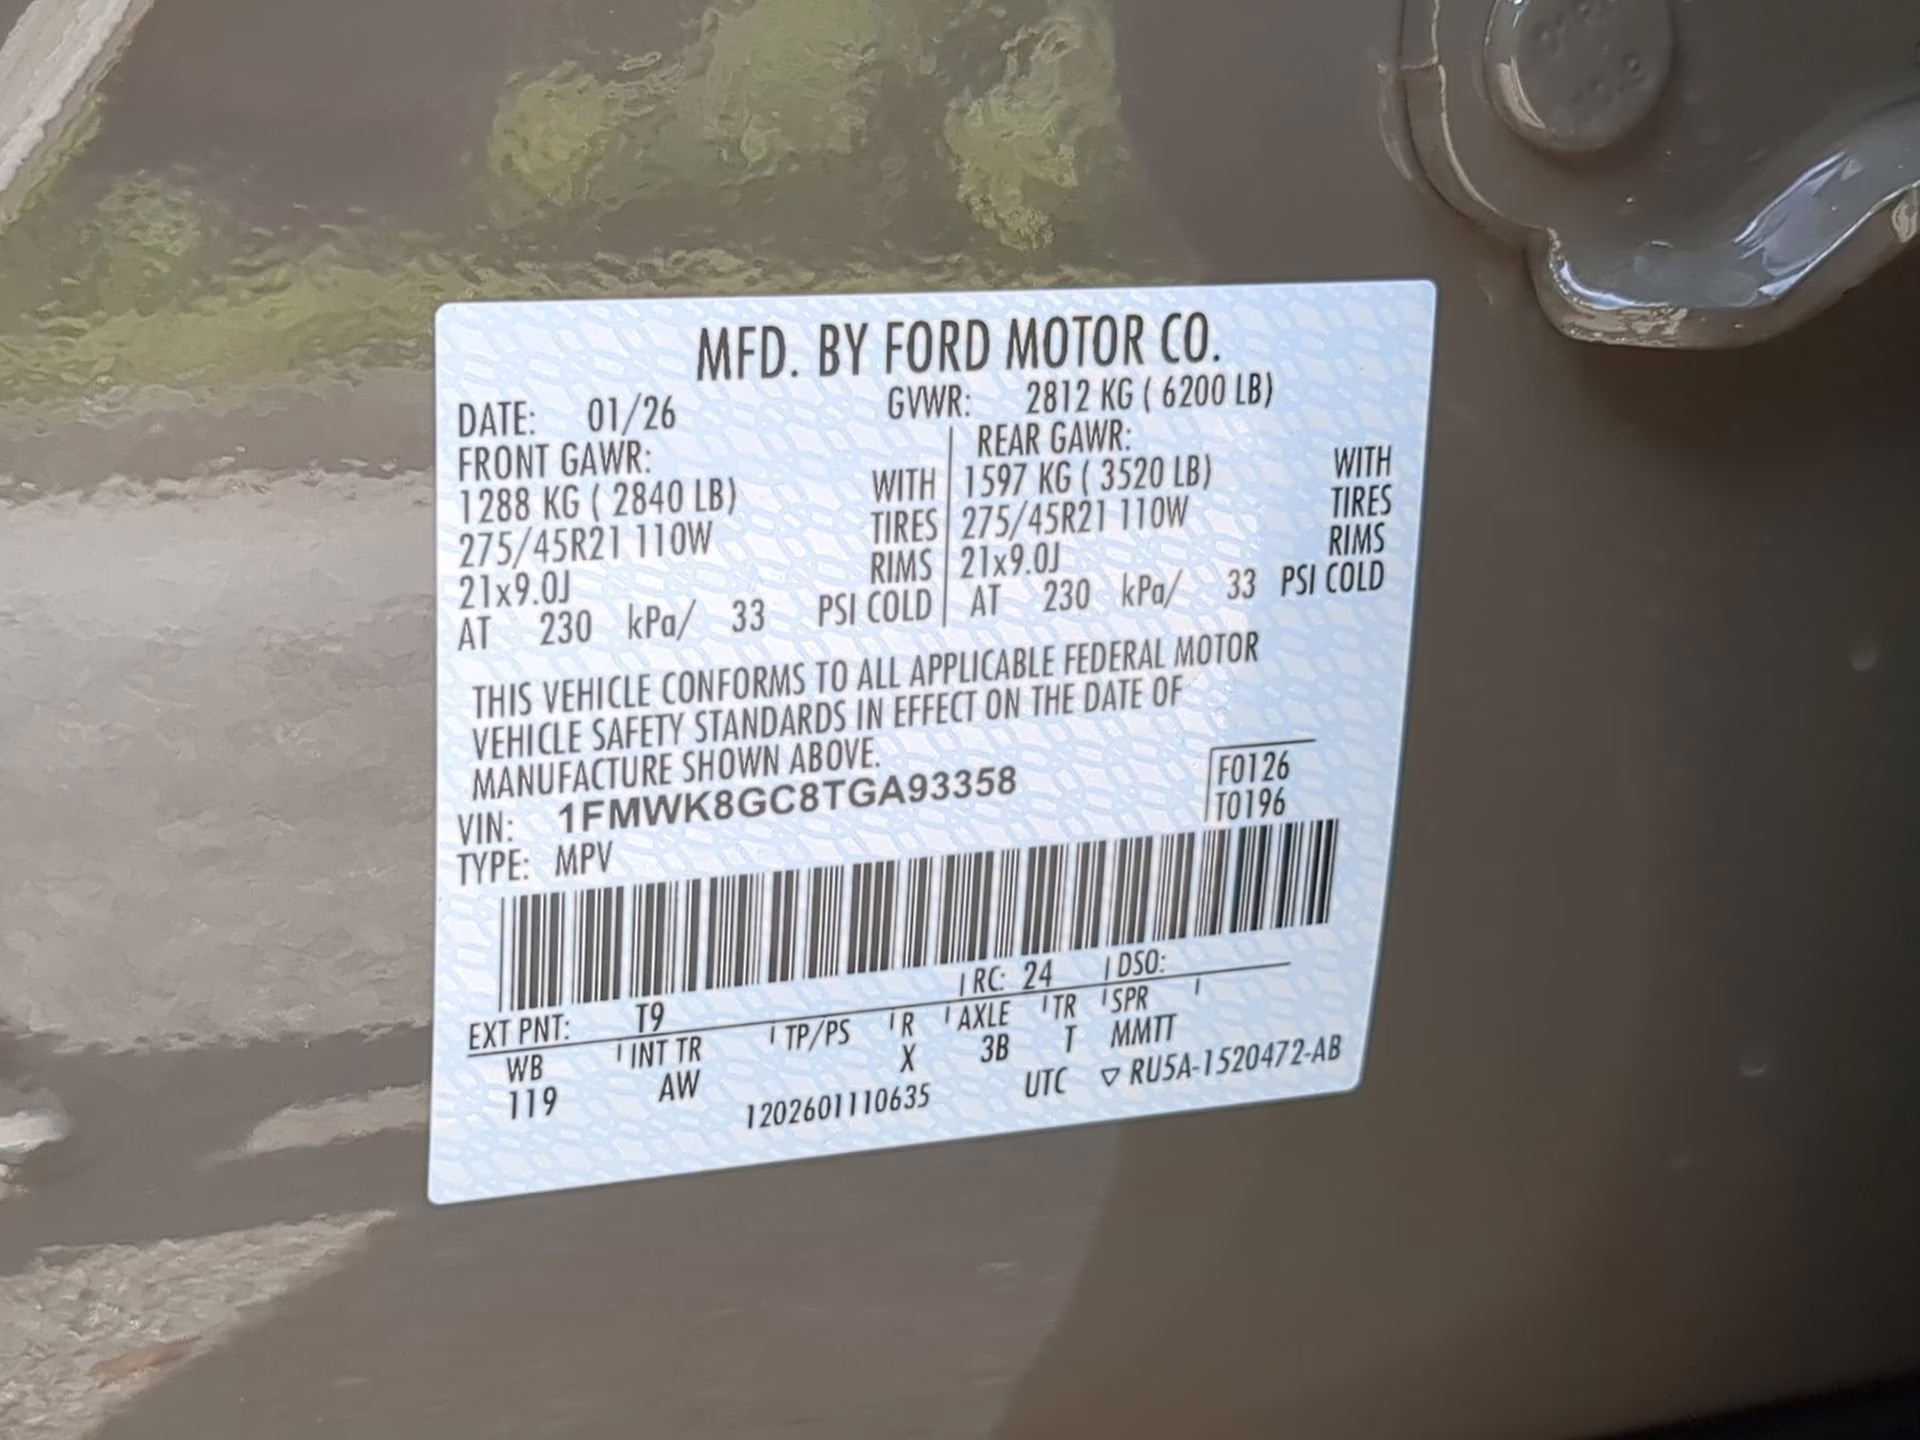 MFD. BY FORD MOTOR CO.
DATE: 01/26 GVWR: 2812 KG ( 6200 LB)
FRONT GAWR: REAR GAWR:
1288 KG ( 2840 LB) WITH 1597 KG ( 3520 LB) WITH
275/45R21 110W TIRES 275/45R21 110W TIRES
21x9.0J RIMS 21x9.0J RIMS
AT 230 kPa/ 33 PSI COLD AT 230 kPa/ 33 PSI COLD
THIS VEHICLE CONFORMS TO ALL APPLICABLE FEDERAL MOTOR
VEHICLE SAFETY STANDARDS IN EFFECT ON THE DATE OF
MANUFACTURE SHOWN ABOVE.
VIN: 1FMWK8GC8TGA93358 F0126
TYPE: MPV T0196
EXT PNT: T9 RC: 24 DSO:
WB INT TR TP/PS R AXLE TR SPR
119 AW X 3B T MMTT
1202601110635 UTC ▽ RU5A-1520472-AB